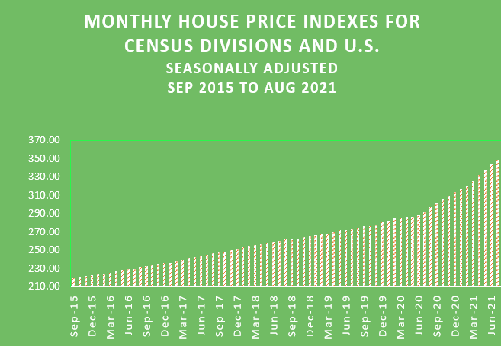 MONTHLY HOUSE PRICE INDEXES FOR
CENSUS DIVISIONS AND U.S.
SEASONALLY ADJUSTED
SEP 2015 TO AUG 2021
370.00
350.00
330.00
310.00
290.00
270.00
250.00
230.00
210.00
Sep-15
Dec-15
Mar-16
Jun-16
Sep-16
Dec-16
Mar-17
Jun-17
Sep-17
Dec-17
Mar-18
Jun-18
Sep-18
Dec-18
Mar-19
Jun-19
Sep-19
Dec-19
Mar-20
Jun-20
Sep-20
Dec-20
Mar-21
Jun-21